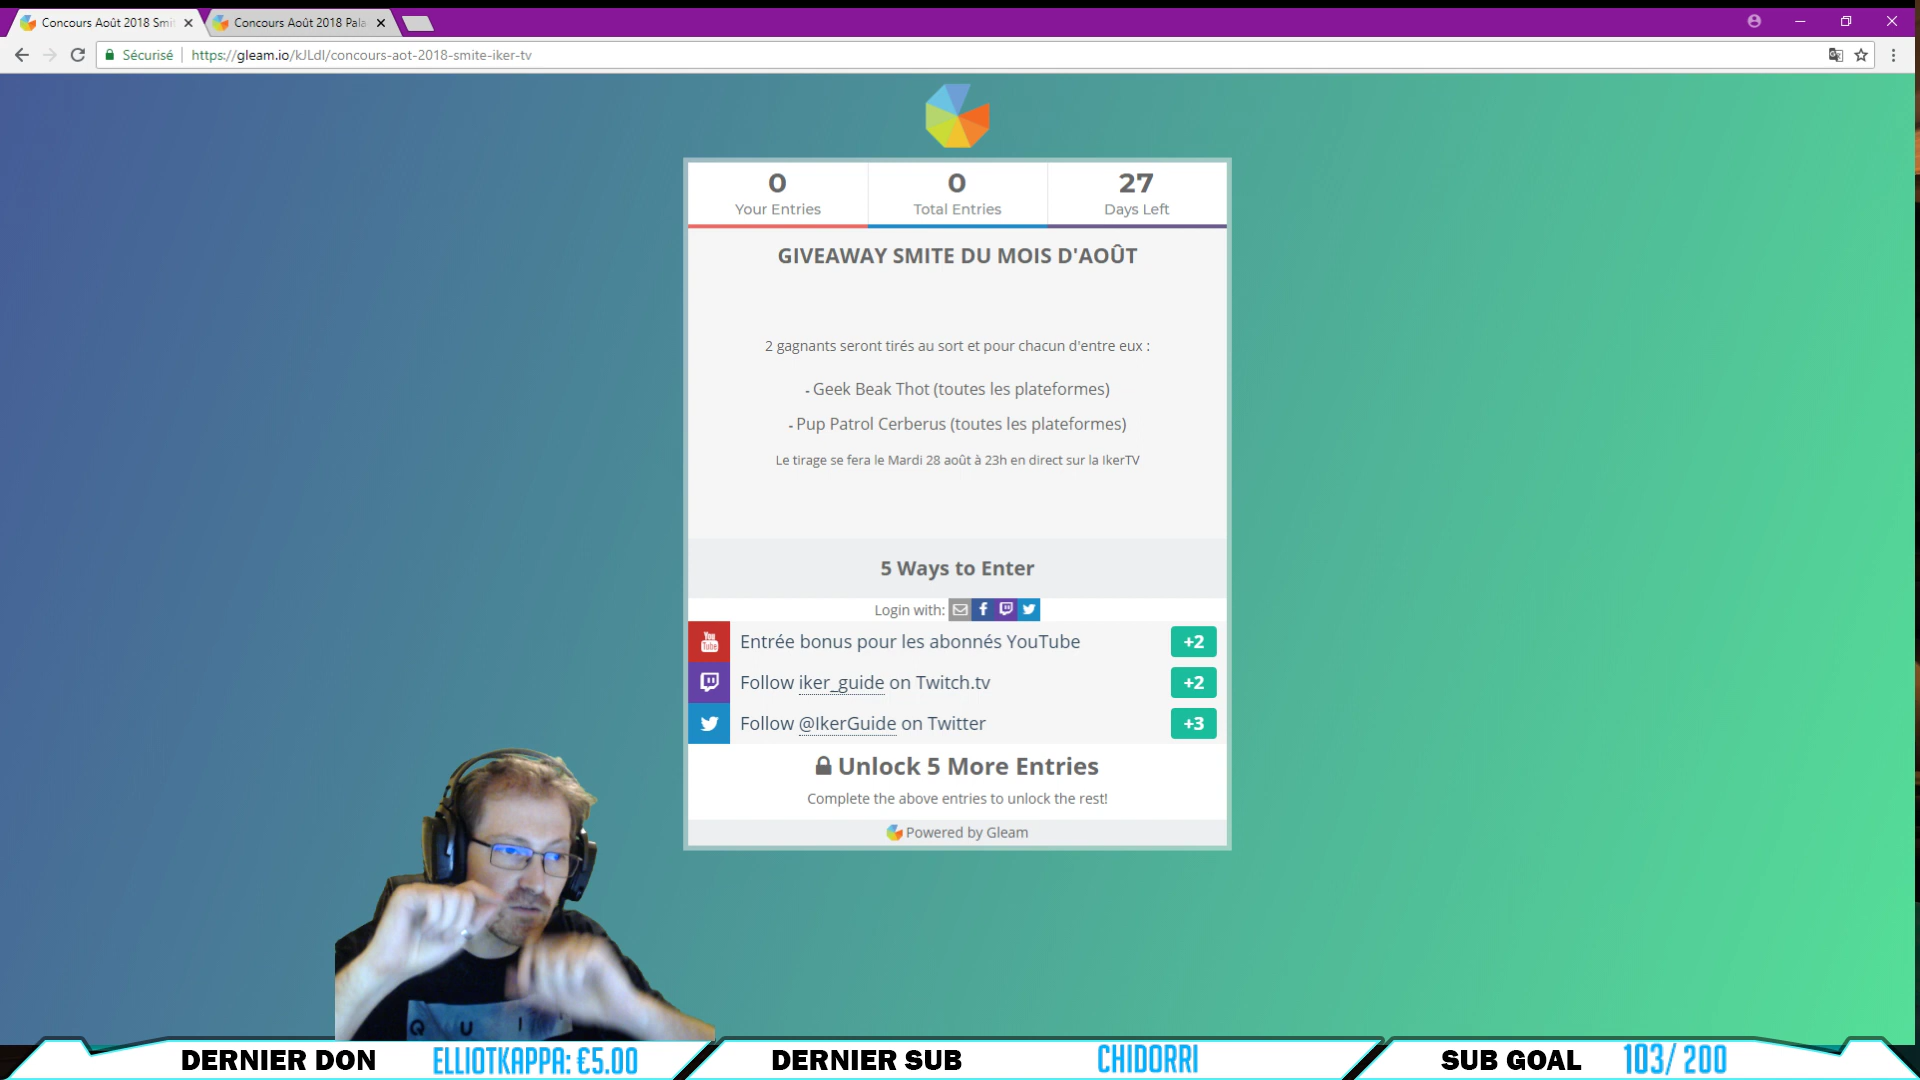 Concours Août 2018 Smi
Concours Août 2018 Pala
Sécurisé
https://gleam.io/kJLdl/concours-aot-2018-smite-iker-tv
0
Your Entries
0
Total Entries
27
Days Left
GIVEAWAY SMITE DU MOIS D'AOÛT
2 gagnants seront tirés au sort et pour chacun d'entre eux :
- Geek Beak Thot (toutes les plateformes)
- Pup Patrol Cerberus (toutes les plateformes)
Le tirage se fera le Mardi 28 août à 23h en direct sur la IkerTV
5 Ways to Enter
Login with:
You Tube
Entrée bonus pour les abonnés YouTube
+2
Follow iker_guide on Twitch.tv
+2
Follow @IkerGuide on Twitter
+3
Unlock 5 More Entries
Complete the above entries to unlock the rest!
Powered by Gleam
Q U I
DERNIER DON
ELLIOTKAPPA: €5.00
DERNIER SUB
CHIDORRI
SUB GOAL
103/ 200